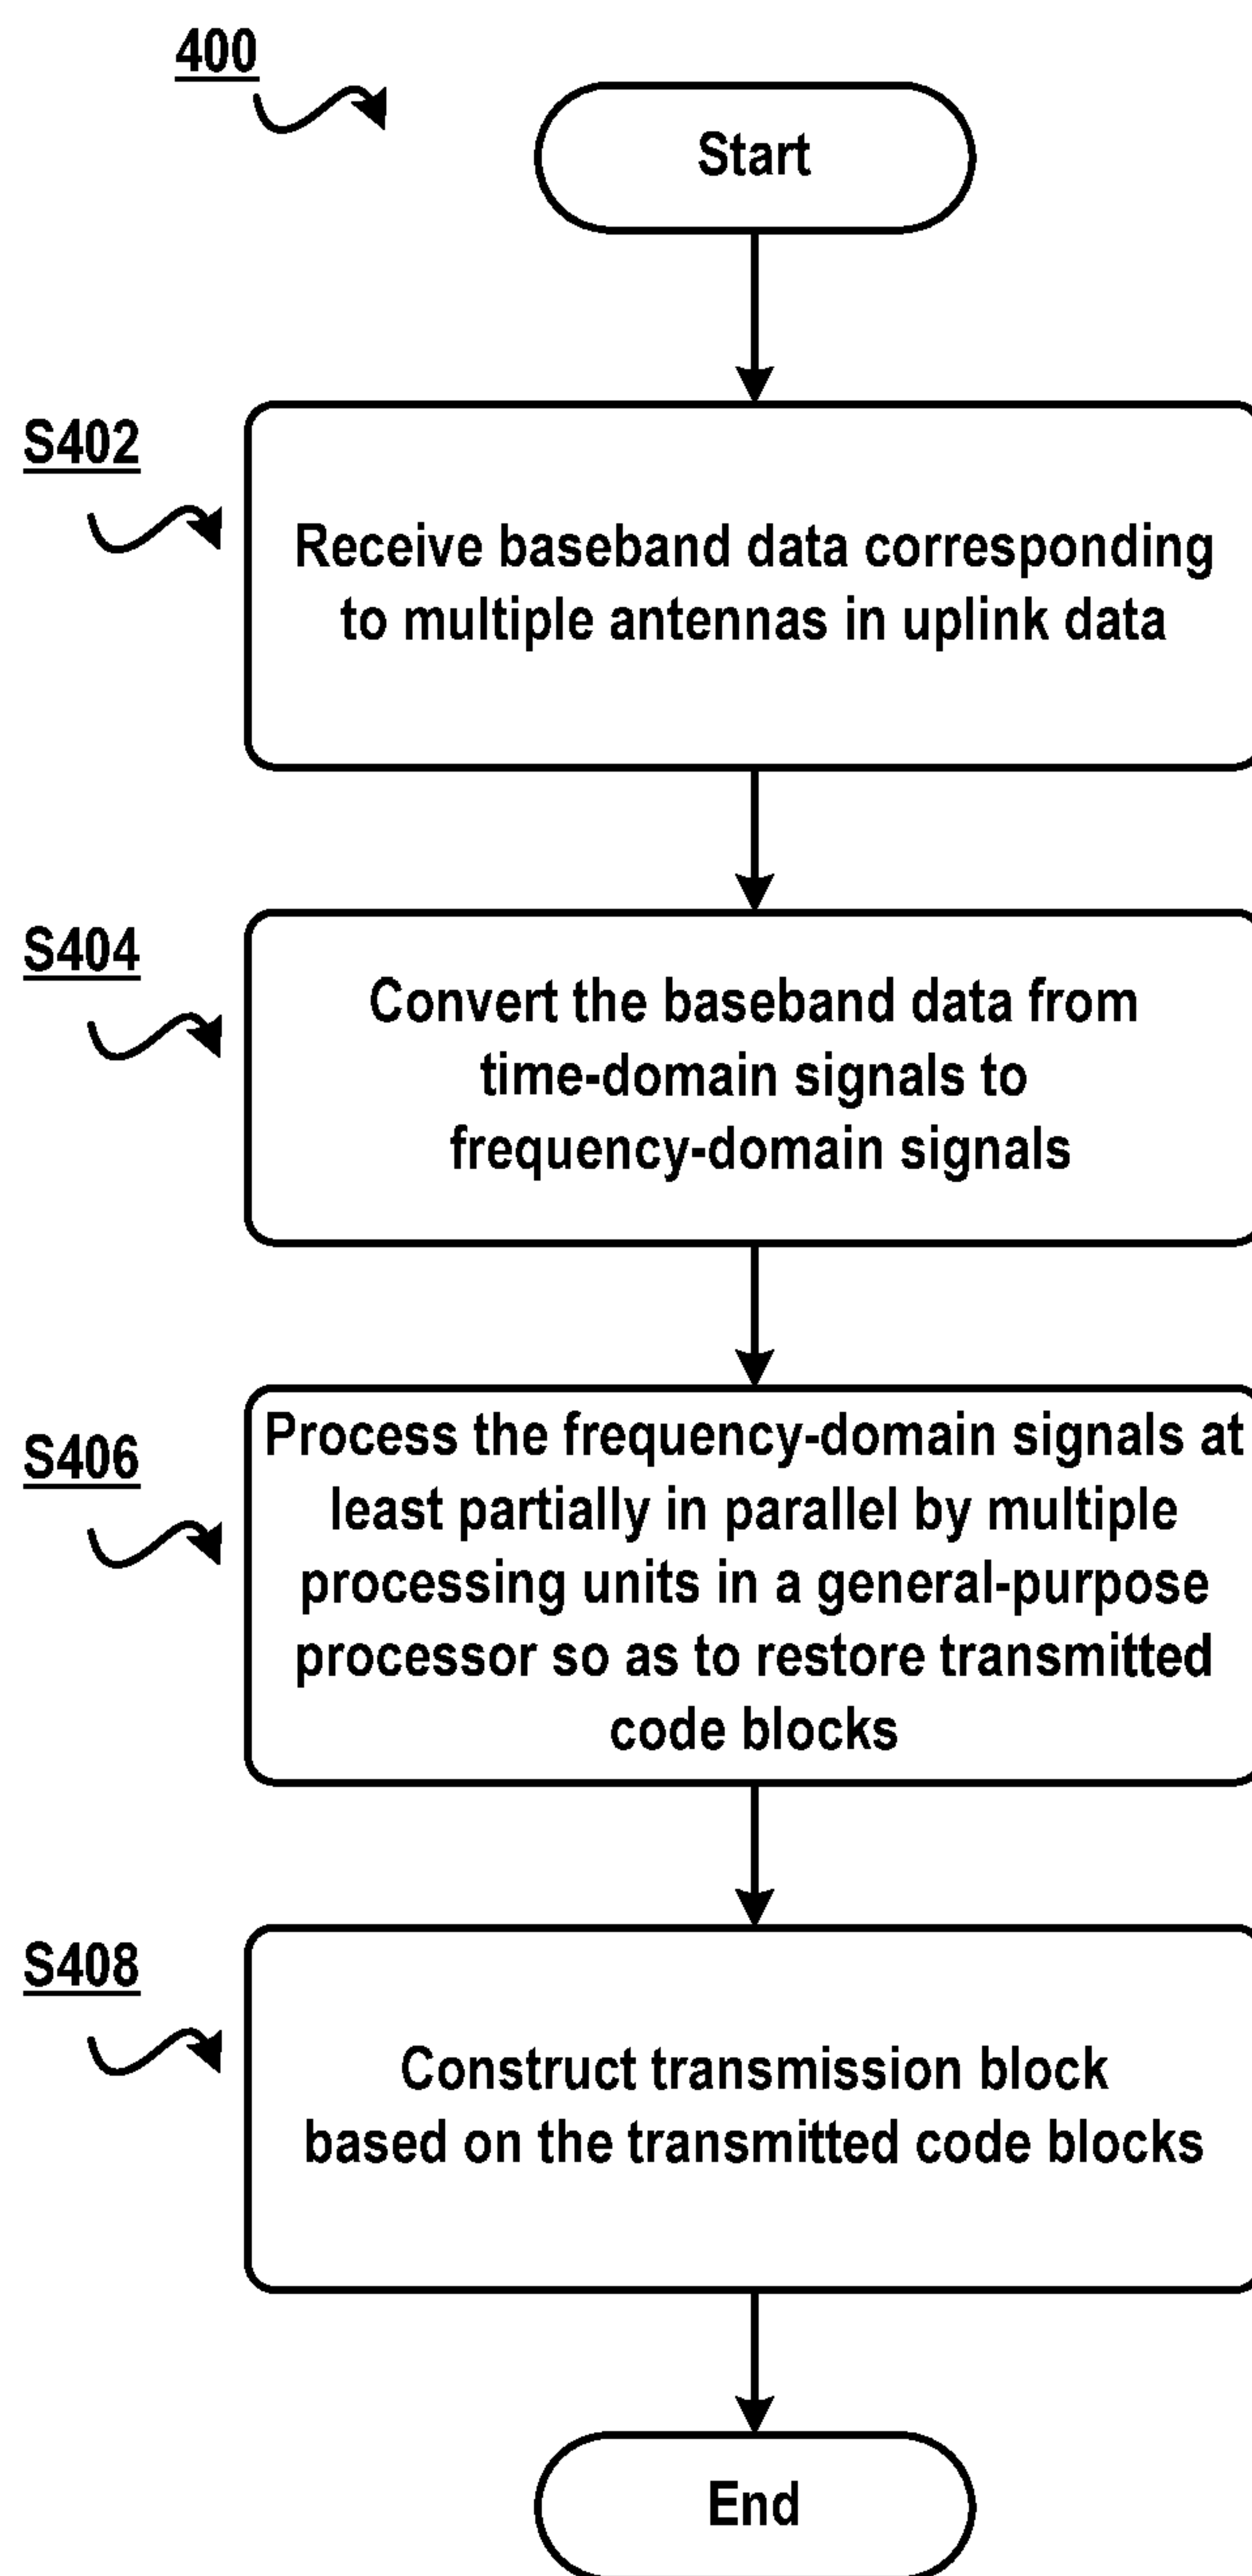 400
Start
S402
Receive baseband data corresponding
to multiple antennas in uplink data
S404
Convert the baseband data from
time-domain signals to
frequency-domain signals
S406
Process the frequency-domain signals at
least partially in parallel by multiple
processing units in a general-purpose
processor so as to restore transmitted
code blocks
S408
Construct transmission block
based on the transmitted code blocks
End